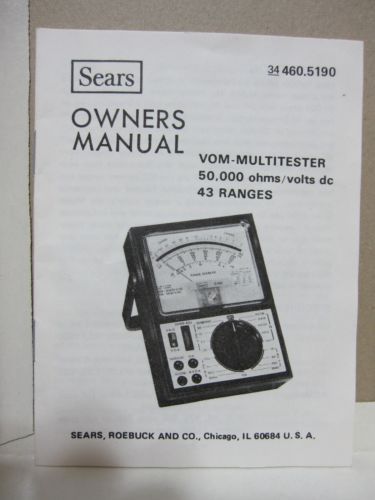 Sears
34 460.5190
OWNERS
MANUAL
VOM-MULTITESTER
50.000 ohms/volts dc
43 RANGES
SEARS, ROEBUCK AND CO., Chicago, IL 60684 U. S. A.